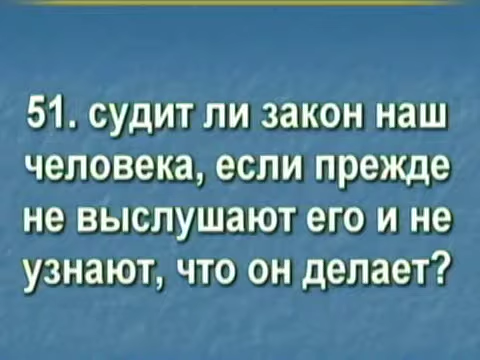 51. судит ли закон наш
человека, если прежде
не выслушают его и не
узнают, что он делает?